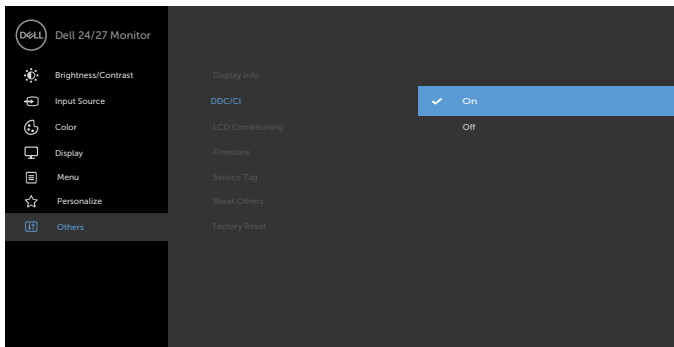 DELL
Dell 24/27 Monitor
Brightness/Contrast
Input Source
Color
Display
Menu
Personalize
Others
Display Info
DDC/CI
LCD Conditioning
Firmware
Service Tag
Reset Others
Factory Reset
On
Off